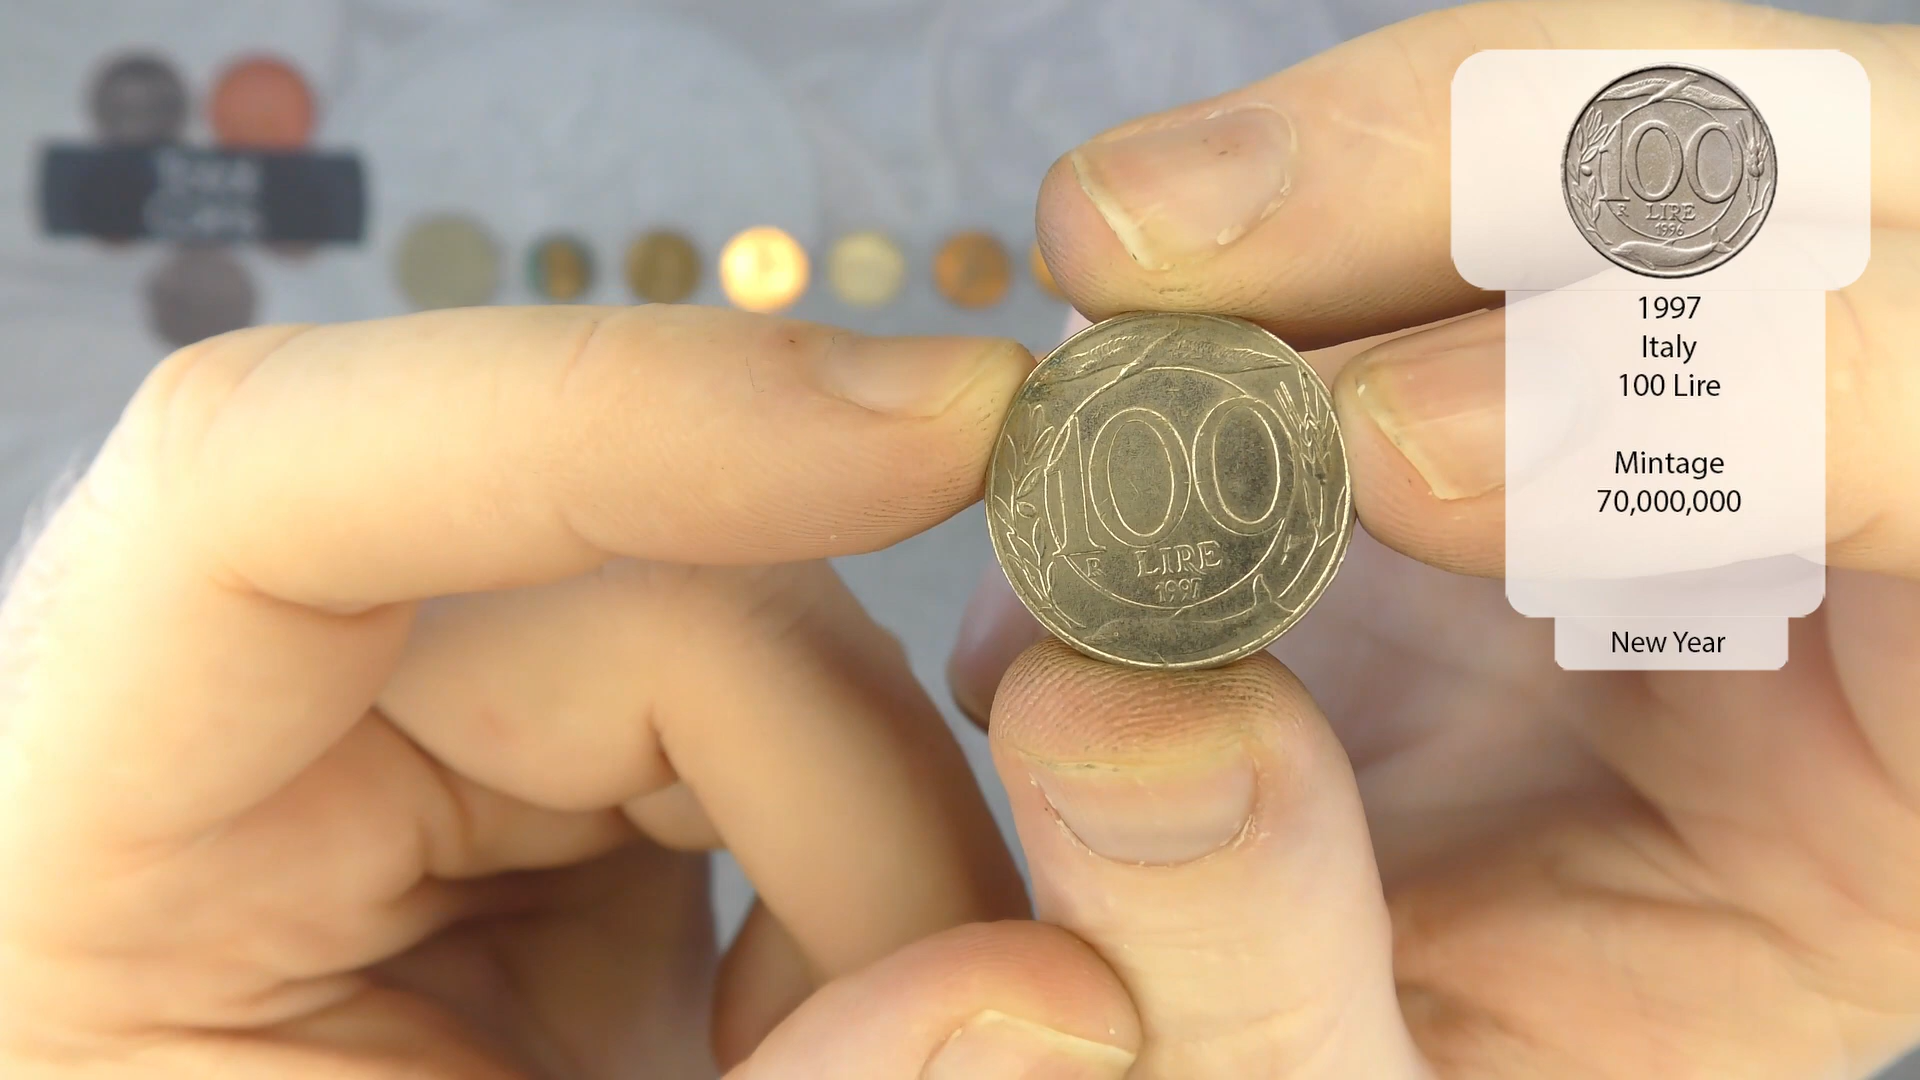 100
R LIRE
1996
1997
Italy
100 Lire
Mintage
70,000,000
New Year
100
R LIRE
1997